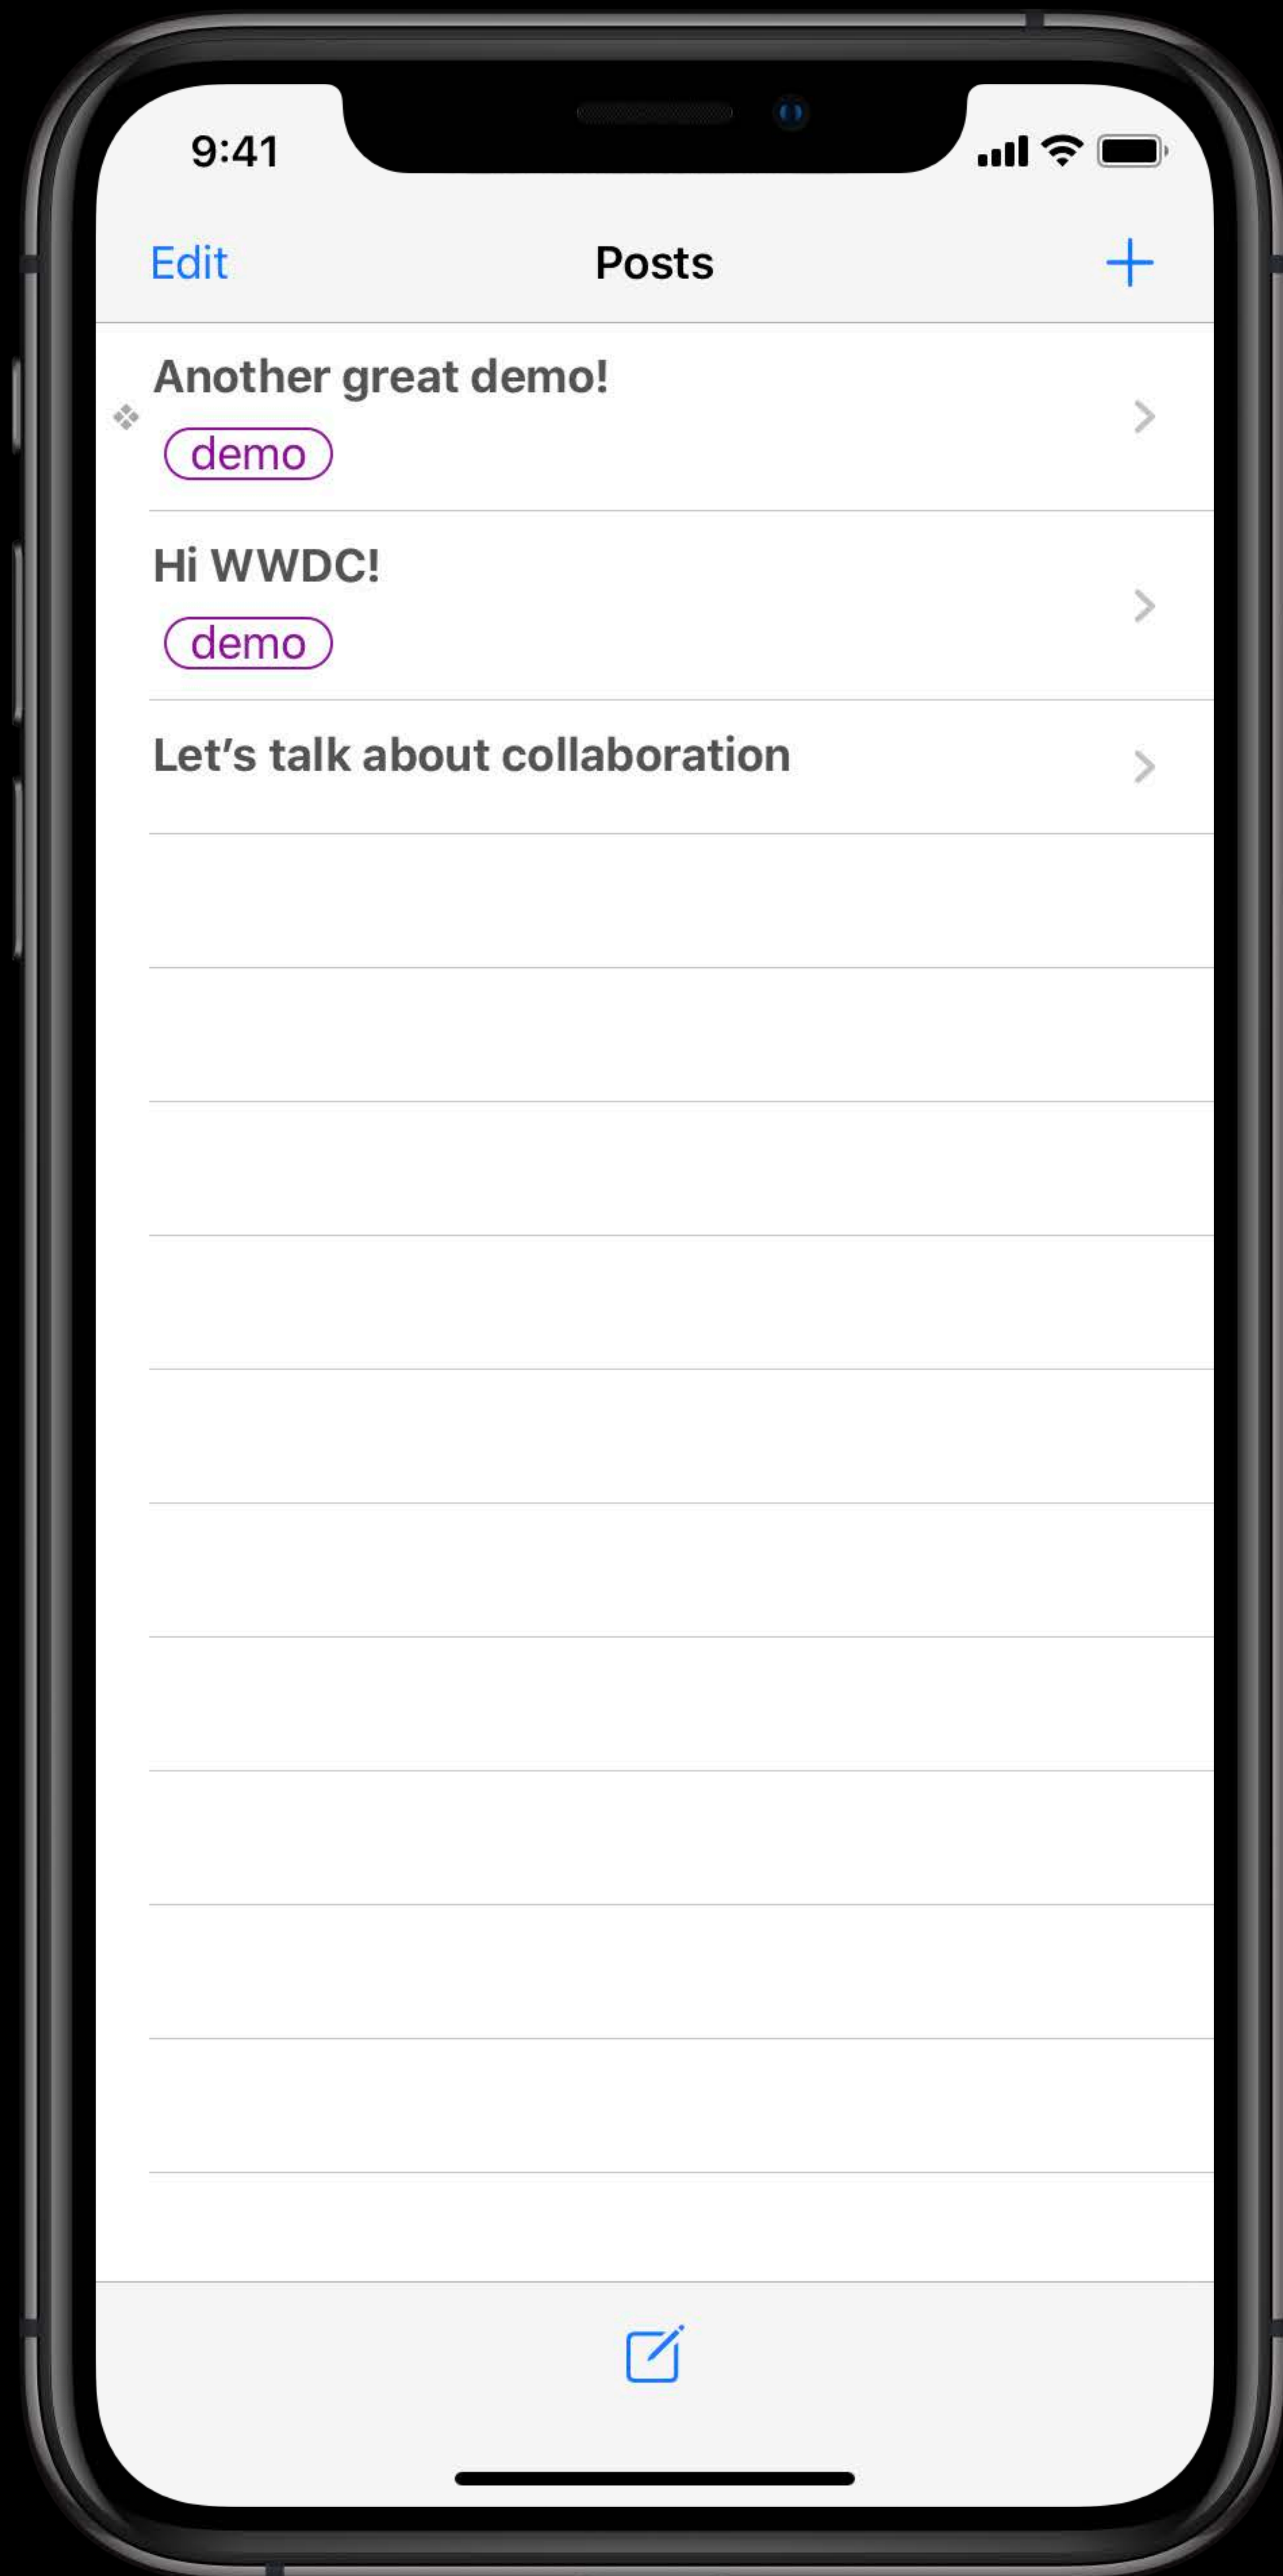 9:41
Edit
Posts
Another great demo!
demo
Hi WWDC!
demo
Let’s talk about collaboration